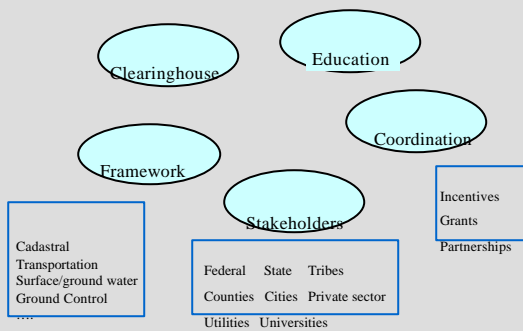 Education
Clearinghouse
Coordination
Framework
Stakeholders
Incentives
Grants
Partnerships
Cadastral
Transportation
Surface/ground water
Ground Control
....
Federal State Tribes
Counties Cities Private sector
Utilities Universities